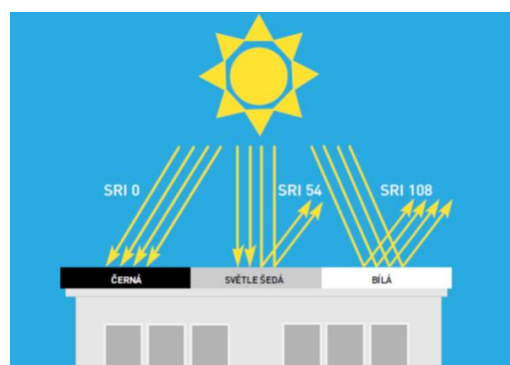 SRI 0
SRI 54
SRI 108
ČERNÁ
SVĚTLE ŠEDÁ
BÍLÁ